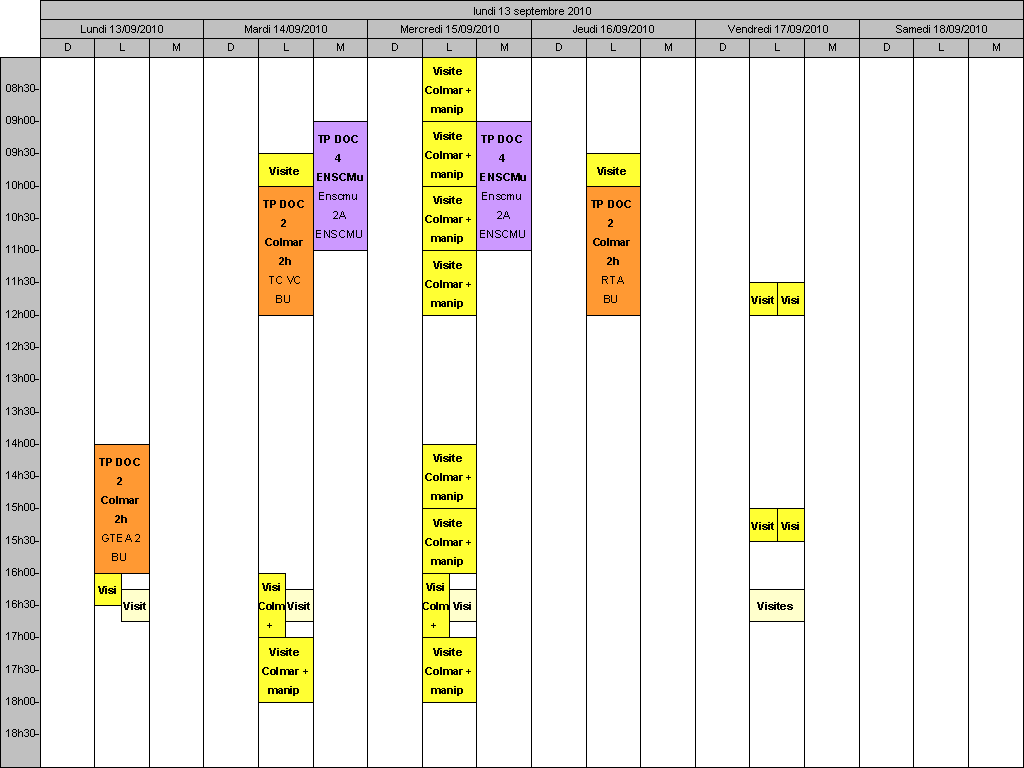 lundi 13 septembre 2010
Lundi 13/09/2010 Mardi 14/09/2010 Mercredi 15/09/2010 Jeudi 16/09/2010 Vendredi 17/09/2010 Samedi 18/09/2010
D L M D L M D L M D L M D L M D L M
08h30
09h00
09h30
10h00
10h30
11h00
11h30
12h00
12h30
13h00
13h30
14h00
14h30
15h00
15h30
16h00
16h30
17h00
17h30
18h00
18h30
TP DOC
2
Colmar
2h
GTEA2
BU
Visi
Visit
Visite
TP DOC
2
Colmar
2h
TC VC
BU
Visi
Colm
+
Visit
Visite
Colmar +
manip
TP DOC
4
ENSCMu
Enscmu
2A
ENSCMU
Visite
Colmar +
manip
Visite
Colmar +
manip
Visite
Colmar +
manip
Visite
Colmar +
manip
Visite
Colmar +
manip
Visite
Colmar +
manip
Visi
Colm
+
Visi
Visite
Colmar +
manip
TP DOC
4
ENSCMu
Enscmu
2A
ENSCMU
Visite
TP DOC
2
Colmar
2h
RTA
BU
Visit Visi
Visit Visi
Visites